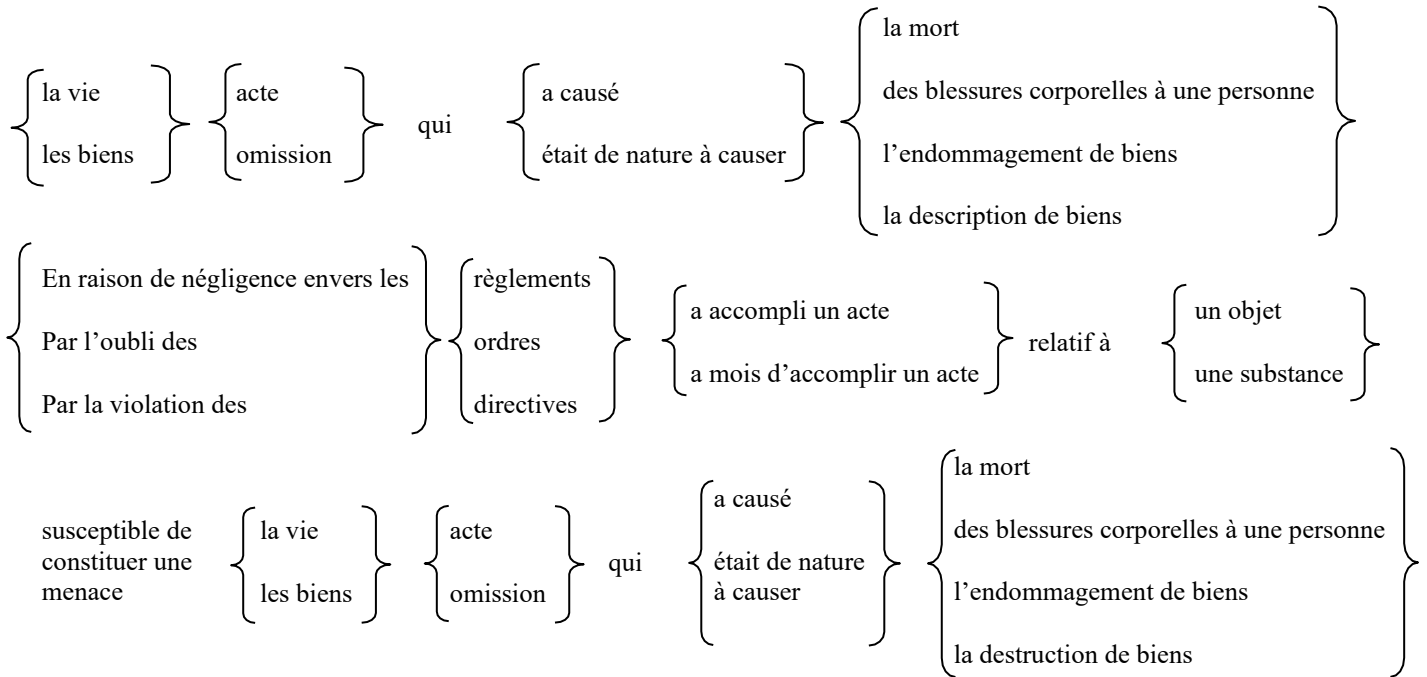 la mort
la vie acte a causé des blessures corporelles à une personne
qui
les biens omission était de nature à causer l’endommagement de biens
la description de biens
En raison de négligence envers les règlements
a accompli un acte un objet
Par l’oubli des ordres relatif à
a mois d’accomplir un acte une substance
Par la violation des directives
la mort
a causé
susceptible de la vie acte des blessures corporelles à une personne
constituer une qui était de nature
menace les biens omission à causer l’endommagement de biens
la destruction de biens